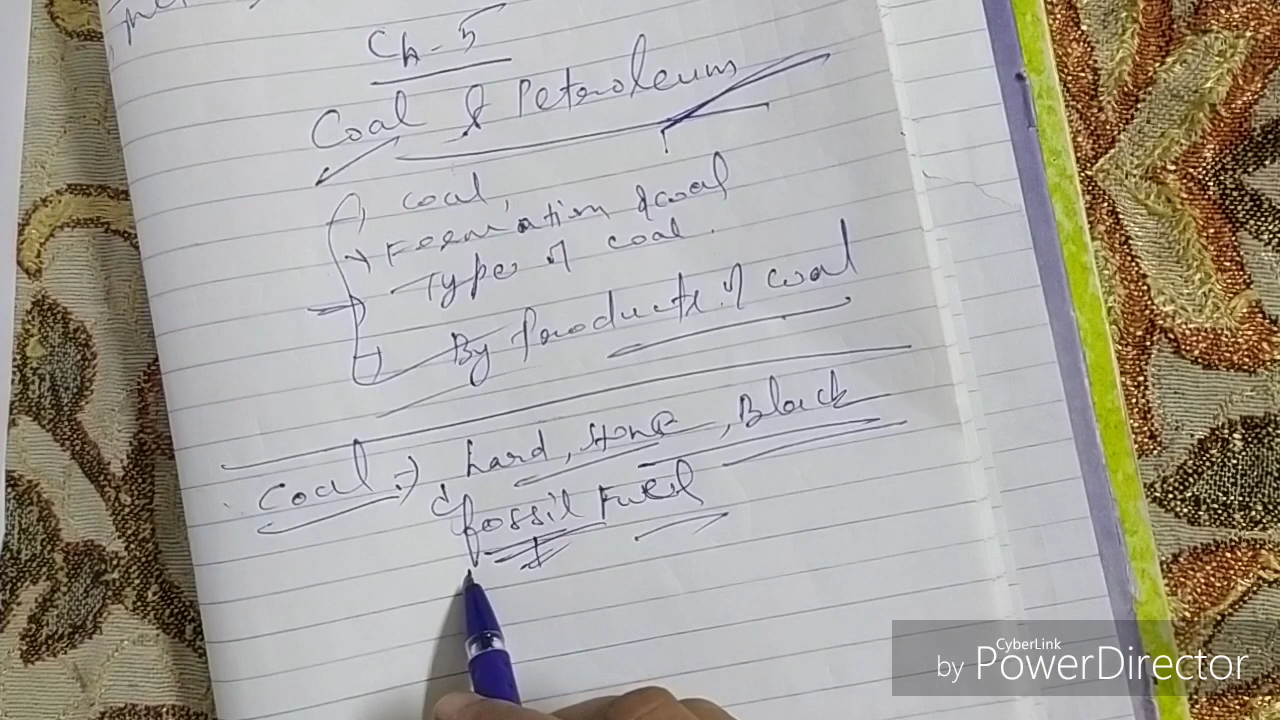 Ch-5
Coal & Petroleum
coal,
Formation of coal
Types of coal.
By Products of coal
Coal :→ hard, stone, Black
& fossil Fuel
CyberLink
by PowerDirector